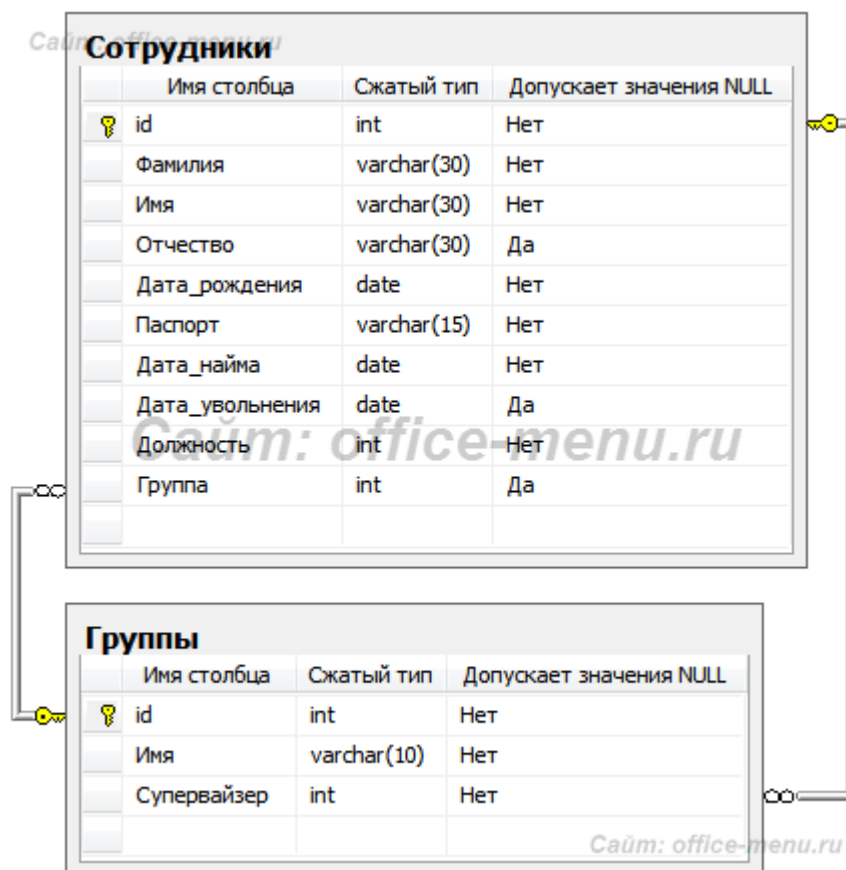 Сайт: office-menu.ru
Сотрудники
Имя столбца Сжатый тип Допускает значения NULL
id int Нет
Фамилия varchar(30) Нет
Имя varchar(30) Нет
Отчество varchar(30) Да
Дата_рождения date Нет
Паспорт varchar(15) Нет
Дата_найма date Нет
Дата_увольнения date Да
Сайт: office-menu.ru
Должность int Нет
Группа int Да
Группы
Имя столбца Сжатый тип Допускает значения NULL
id int Нет
Имя varchar(10) Нет
Супервайзер int Нет
Сайт: office-menu.ru